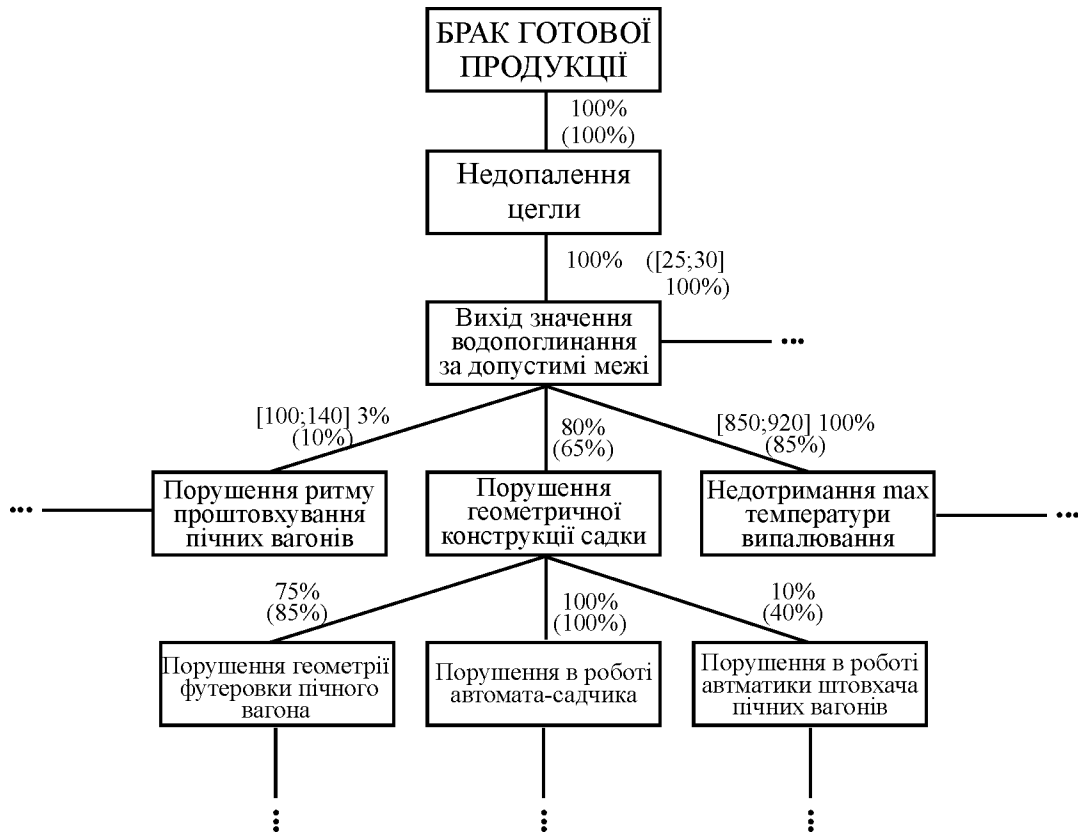 БРАК ГОТОВОЇ
ПРОДУКЦІЇ
100%
(100%)
Недопалення
цегли
100% ([25;30]
100%)
Вихід значення
водопоглинання
за допустимі межі
...
[100;140] 3%
(10%)
80%
(65%)
[850;920] 100%
(85%)
...
Порушення ритму
проштовхування
пічних вагонів
Порушення
геометричної
конструкції садки
Недотримання max
температури
випалювання
...
75%
(85%)
100%
(100%)
10%
(40%)
Порушення геометрії
футеровки пічного
вагона
Порушення в роботі
автомата-садчика
Порушення в роботі
автматики штовхача
пічних вагонів